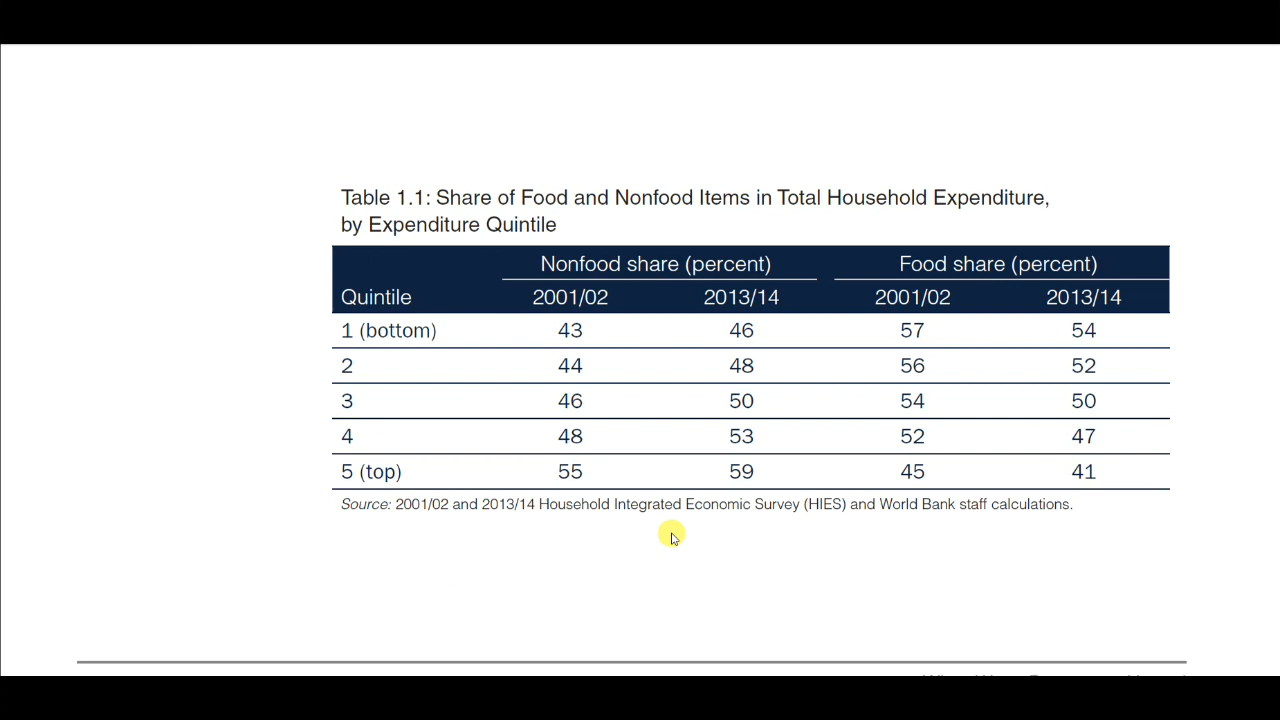 Table 1.1: Share of Food and Nonfood Items in Total Household Expenditure,
by Expenditure Quintile
Nonfood share (percent) Food share (percent)
Quintile 2001/02 2013/14 2001/02 2013/14
1 (bottom) 43 46 57 54
2 44 48 56 52
3 46 50 54 50
4 48 53 52 47
5 (top) 55 59 45 41
Source: 2001/02 and 2013/14 Household Integrated Economic Survey (HIES) and World Bank staff calculations.